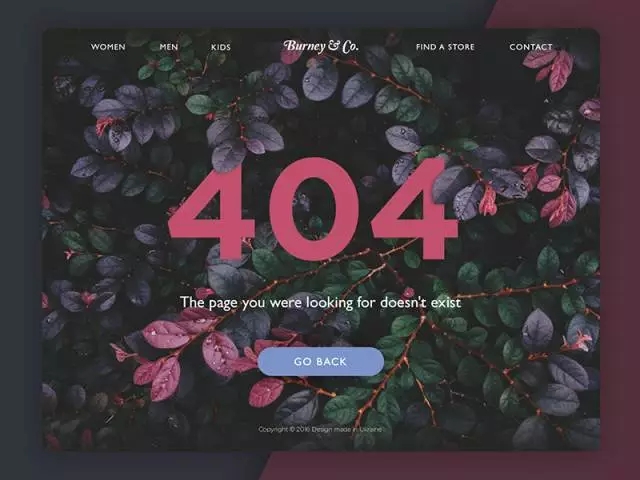 WOMEN MEN KIDS Burney & Co. FIND A STORE CONTACT
404
The page you were looking for doesn't exist
GO BACK
Copyright © 2016 Design made in Ukraine